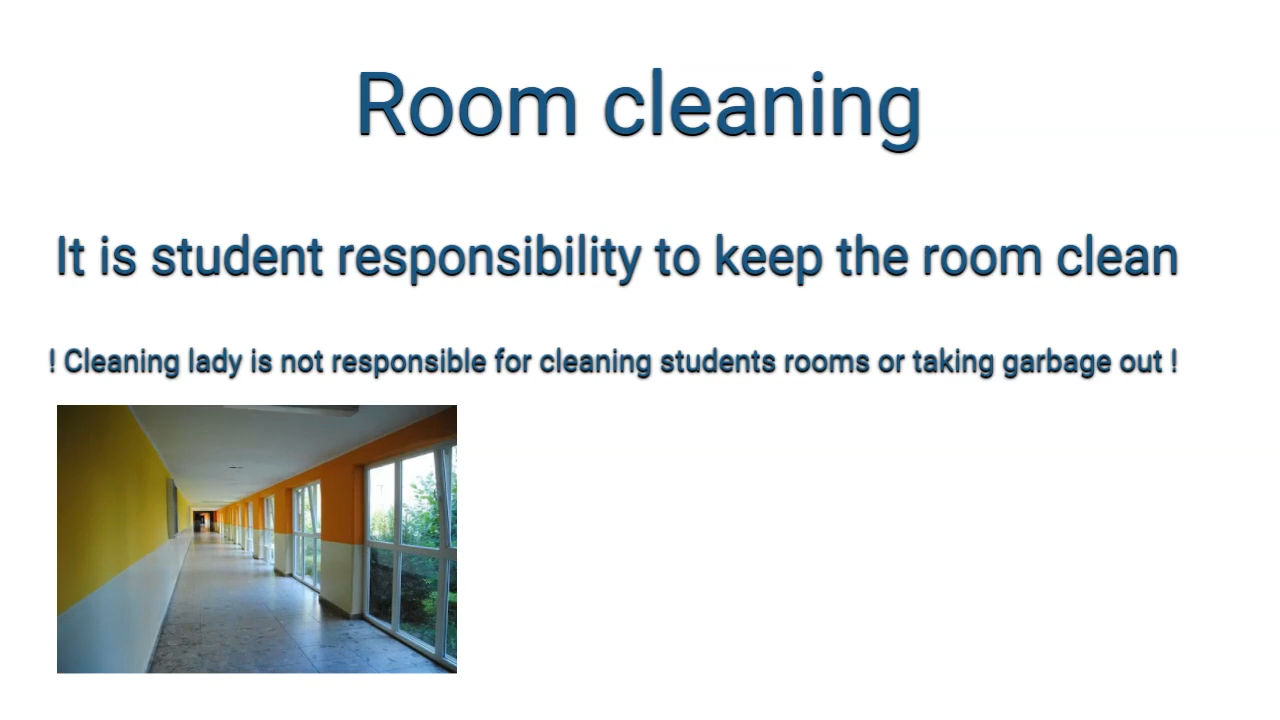 Room cleaning
It is student responsibility to keep the room clean
! Cleaning lady is not responsible for cleaning students rooms or taking garbage out !